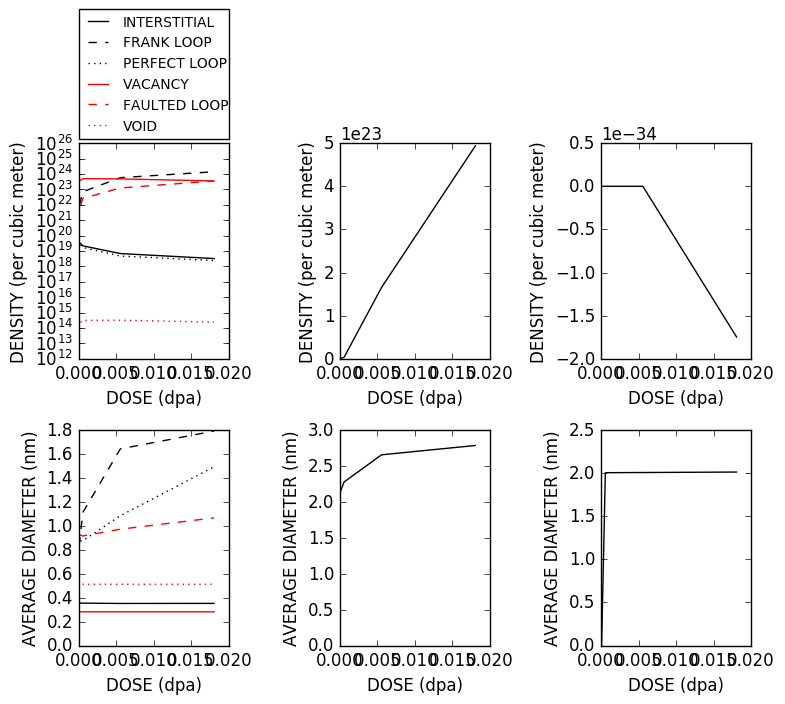 INTERSTITIAL
FRANK LOOP
PERFECT LOOP
VACANCY
FAULTED LOOP
VOID
DENSITY (per cubic meter)
10^26
10^25
10^24
10^23
10^22
10^21
10^20
10^19
10^18
10^17
10^16
10^15
10^14
10^13
10^12
0.000 0.005 0.010 0.015 0.020
DOSE (dpa)
1e23
DENSITY (per cubic meter)
5
4
3
2
1
0
0.000 0.005 0.010 0.015 0.020
DOSE (dpa)
1e−34
DENSITY (per cubic meter)
0.5
0.0
−0.5
−1.0
−1.5
−2.0
0.000 0.005 0.010 0.015 0.020
DOSE (dpa)
AVERAGE DIAMETER (nm)
1.8
1.6
1.4
1.2
1.0
0.8
0.6
0.4
0.2
0.0
0.000 0.005 0.010 0.015 0.020
DOSE (dpa)
AVERAGE DIAMETER (nm)
3.0
2.5
2.0
1.5
1.0
0.5
0.0
0.000 0.005 0.010 0.015 0.020
DOSE (dpa)
AVERAGE DIAMETER (nm)
2.5
2.0
1.5
1.0
0.5
0.0
0.000 0.005 0.010 0.015 0.020
DOSE (dpa)